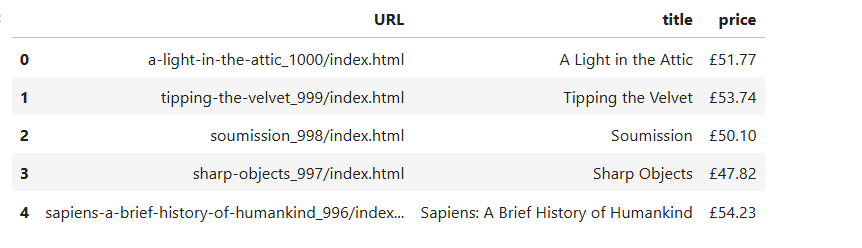 URL title price
0 a-light-in-the-attic_1000/index.html A Light in the Attic £51.77
1 tipping-the-velvet_999/index.html Tipping the Velvet £53.74
2 soumission_998/index.html Soumission £50.10
3 sharp-objects_997/index.html Sharp Objects £47.82
4 sapiens-a-brief-history-of-humankind_996/index... Sapiens: A Brief History of Humankind £54.23